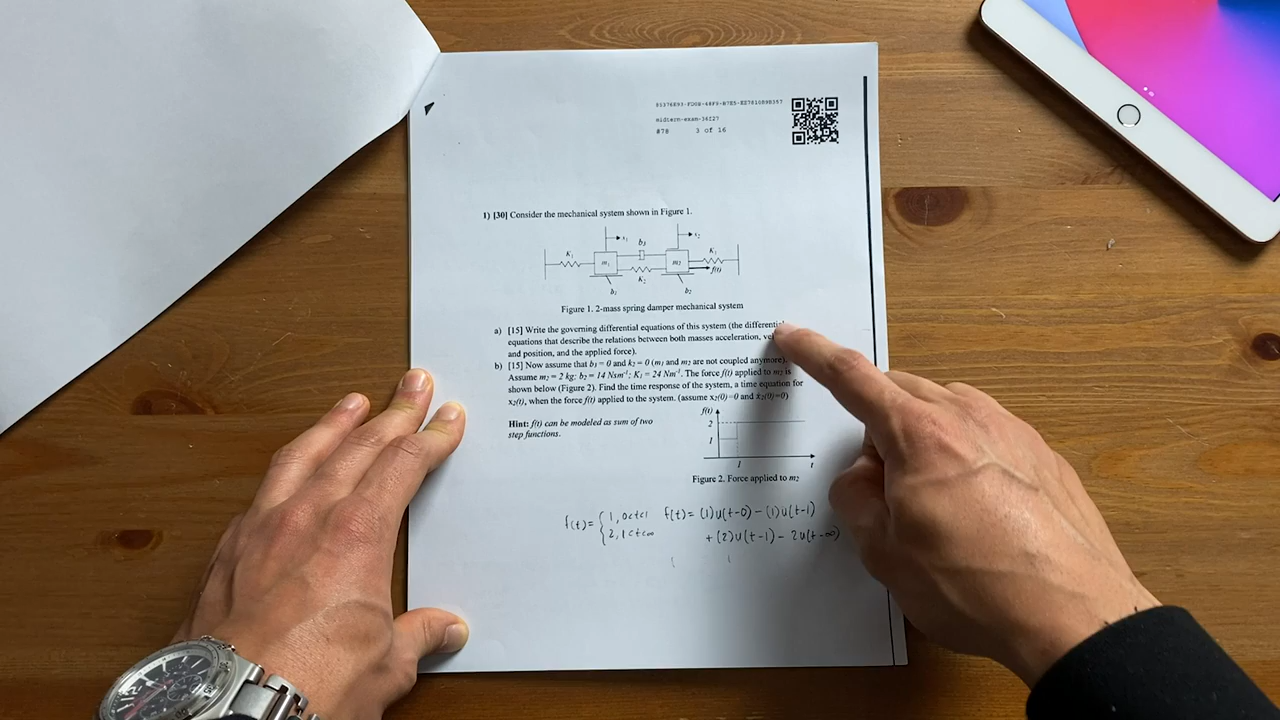 midterm-exam-36f27
#78 3 of 16
1) [30] Consider the mechanical system shown in Figure 1.
x1 x2
K1 b3 K1
m1 m2
K2 f(t)
b1 b2
Figure 1. 2-mass spring damper mechanical system
a) [15] Write the governing differential equations of this system (the differential
equations that describe the relations between both masses acceleration,
and position, and the applied force).
b) [15] Now assume that b3 = 0 and k2 = 0 (m1 and m2 are not coupled anymore).
Assume m2 = 2 kg; b2 = 14 Nsm-1; K1 = 24 Nm-1. The force f(t) applied to m2 is
shown below (Figure 2). Find the time response of the system, a time equation for
x2(t), when the force f(t) applied to the system. (assume x2(0)=0 and ẋ2(0)=0)
Hint: f(t) can be modeled as sum of two
step functions.
f(t)
2
1
1 t
Figure 2. Force applied to m2
f(t)= { 1, 0<t<1 f(t)= (1)u(t-0) - (1)u(t-1)
2, 1<t<∞ + (2)u(t-1) - 2u(t-∞)